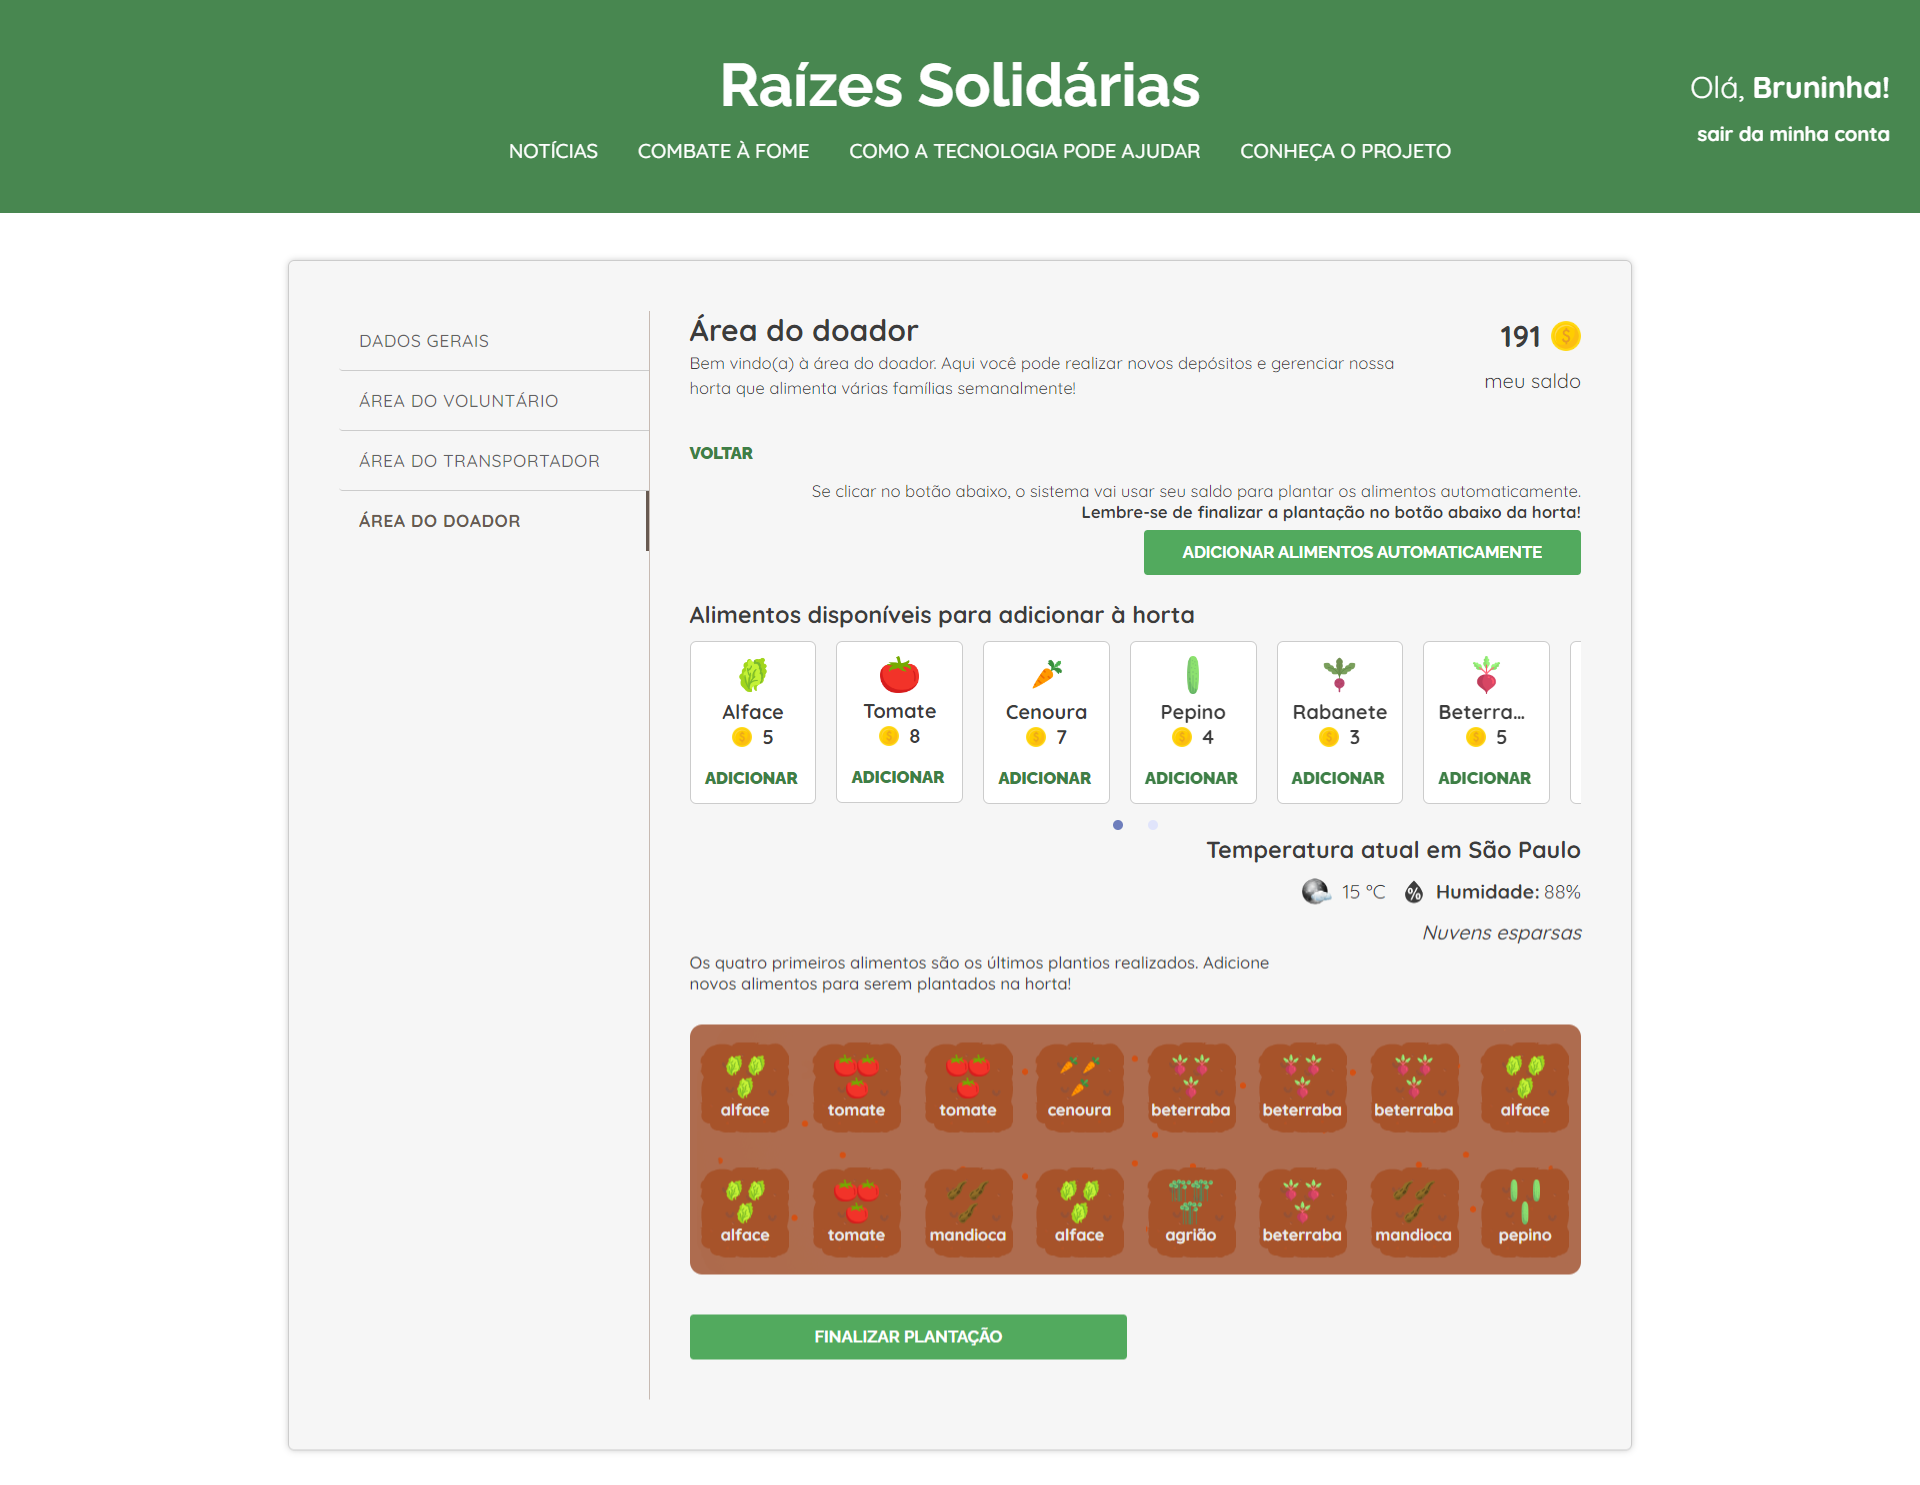 Raízes Solidárias
Olá, Bruninha!
sair da minha conta
NOTÍCIAS COMBATE À FOME COMO A TECNOLOGIA PODE AJUDAR CONHEÇA O PROJETO
DADOS GERAIS
ÁREA DO VOLUNTÁRIO
ÁREA DO TRANSPORTADOR
ÁREA DO DOADOR
Área do doador
Bem vindo(a) à área do doador. Aqui você pode realizar novos depósitos e gerenciar nossa
horta que alimenta várias famílias semanalmente!
191
meu saldo
VOLTAR
Se clicar no botão abaixo, o sistema vai usar seu saldo para plantar os alimentos automaticamente.
Lembre-se de finalizar a plantação no botão abaixo da horta!
ADICIONAR ALIMENTOS AUTOMATICAMENTE
Alimentos disponíveis para adicionar à horta
Alface Tomate Cenoura Pepino Rabanete Beterra...
5 8 7 4 3 5
ADICIONAR ADICIONAR ADICIONAR ADICIONAR ADICIONAR ADICIONAR
Temperatura atual em São Paulo
15 °C % Humidade: 88%
Nuvens esparsas
Os quatro primeiros alimentos são os últimos plantios realizados. Adicione
novos alimentos para serem plantados na horta!
alface tomate tomate cenoura beterraba beterraba beterraba alface
alface tomate mandioca alface agrião beterraba mandioca pepino
FINALIZAR PLANTAÇÃO